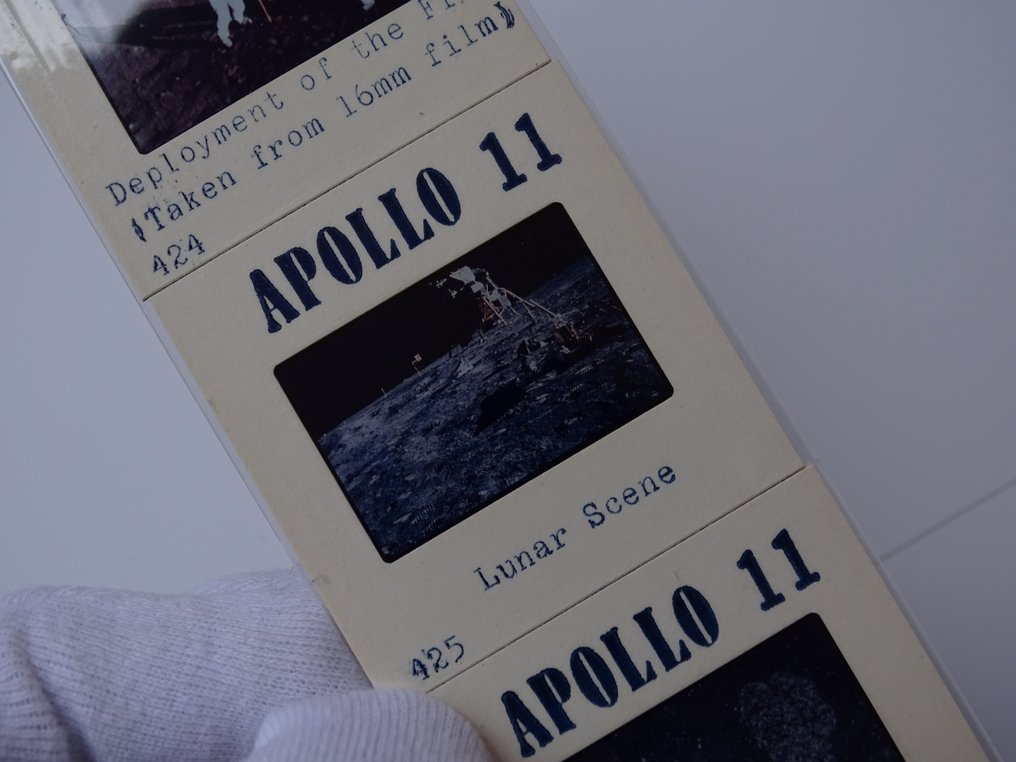 Deployment of the
(Taken from 16mm film)
424
APOLLO 11
Lunar Scene
425
APOLLO 11